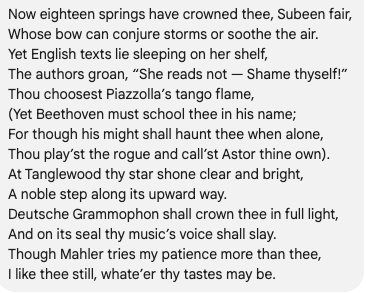 Now eighteen springs have crowned thee, Subeen fair,
Whose bow can conjure storms or soothe the air.
Yet English texts lie sleeping on her shelf,
The authors groan, “She reads not — Shame thyself!”
Thou choosest Piazzolla’s tango flame,
(Yet Beethoven must school thee in his name;
For though his might shall haunt thee when alone,
Thou play’st the rogue and call’st Astor thine own).
At Tanglewood thy star shone clear and bright,
A noble step along its upward way.
Deutsche Grammophon shall crown thee in full light,
And on its seal thy music’s voice shall slay.
Though Mahler tries my patience more than thee,
I like thee still, whate’er thy tastes may be.